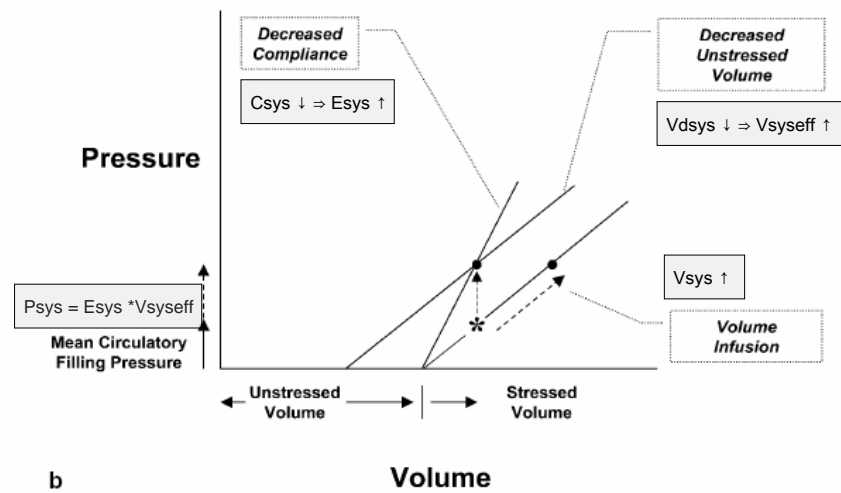 Decreased
Compliance
Csys ↓ ⇒ Esys ↑
Decreased
Unstressed
Volume
Vdsys ↓ ⇒ Vsyseff ↑
Pressure
Psys = Esys *Vsyseff
Mean Circulatory
Filling Pressure
Vsys ↑
Volume
Infusion
*
Unstressed
Volume
Stressed
Volume
b
Volume